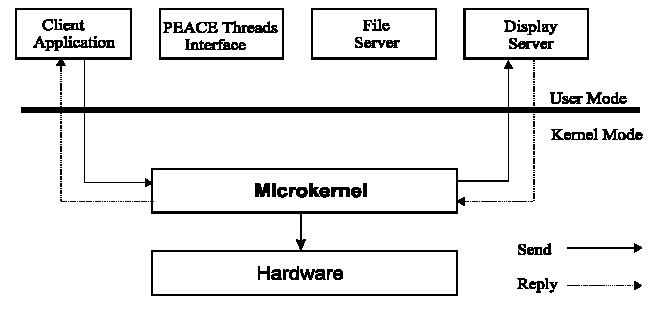 Client
Application
PEACE Threads
Interface
File
Server
Display
Server
User Mode
Kernel Mode
Microkernel
Hardware
Send
Reply